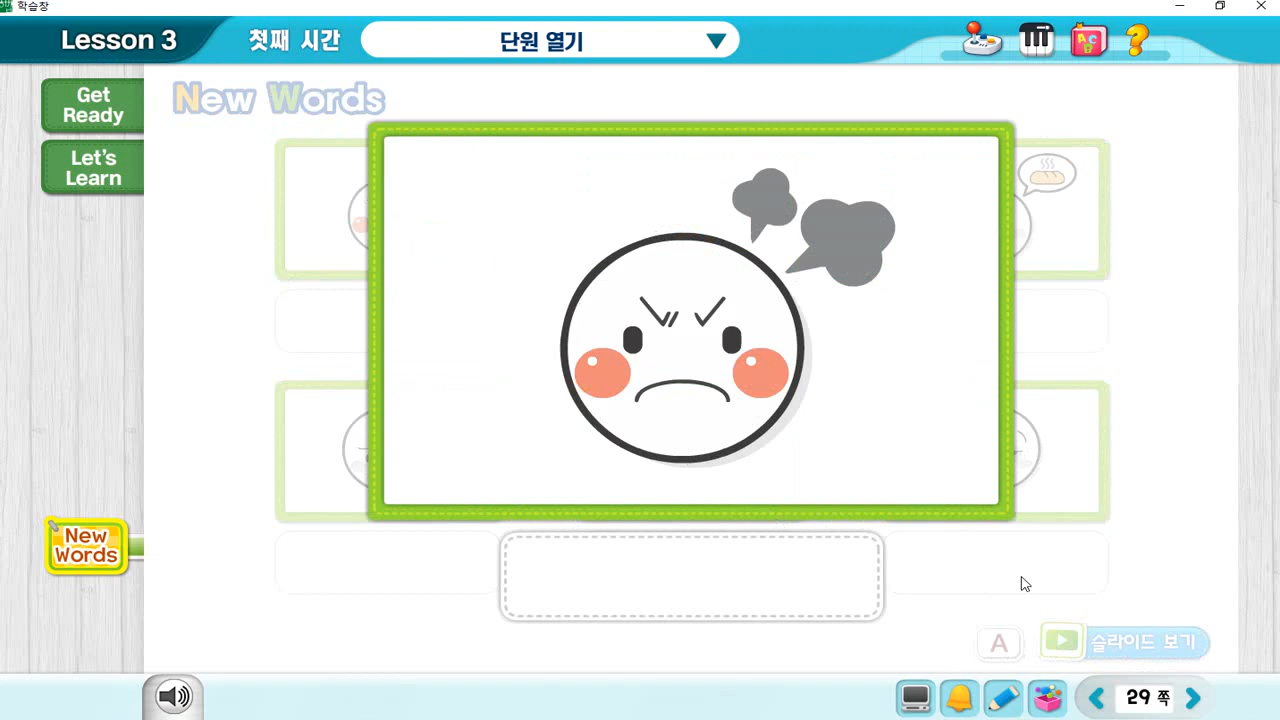 학습창
Lesson 3
첫째 시간
단원 열기
Get
Ready
Let's
Learn
New Words
New
Words
A
슬라이드 보기
29 쪽